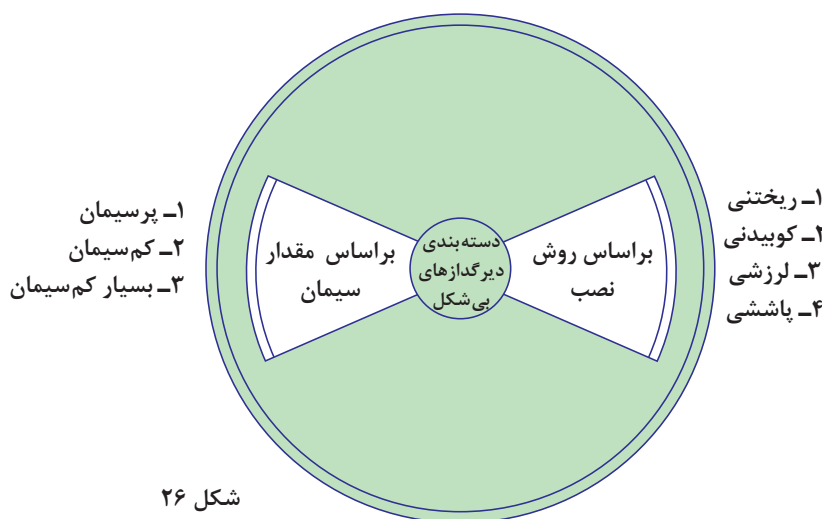 ۱ـ ریختنی
۲ـ کوبیدنی
۳ـ لرزشی
۴ـ پاششی
براساس روش
نصب
دسته‌بندی
دیرگدازهای
بی‌شکل
براساس مقدار
سیمان
۱ـ پرسیمان
۲ـ کم‌سیمان
۳ـ بسیار کم‌سیمان
شکل ۲۶